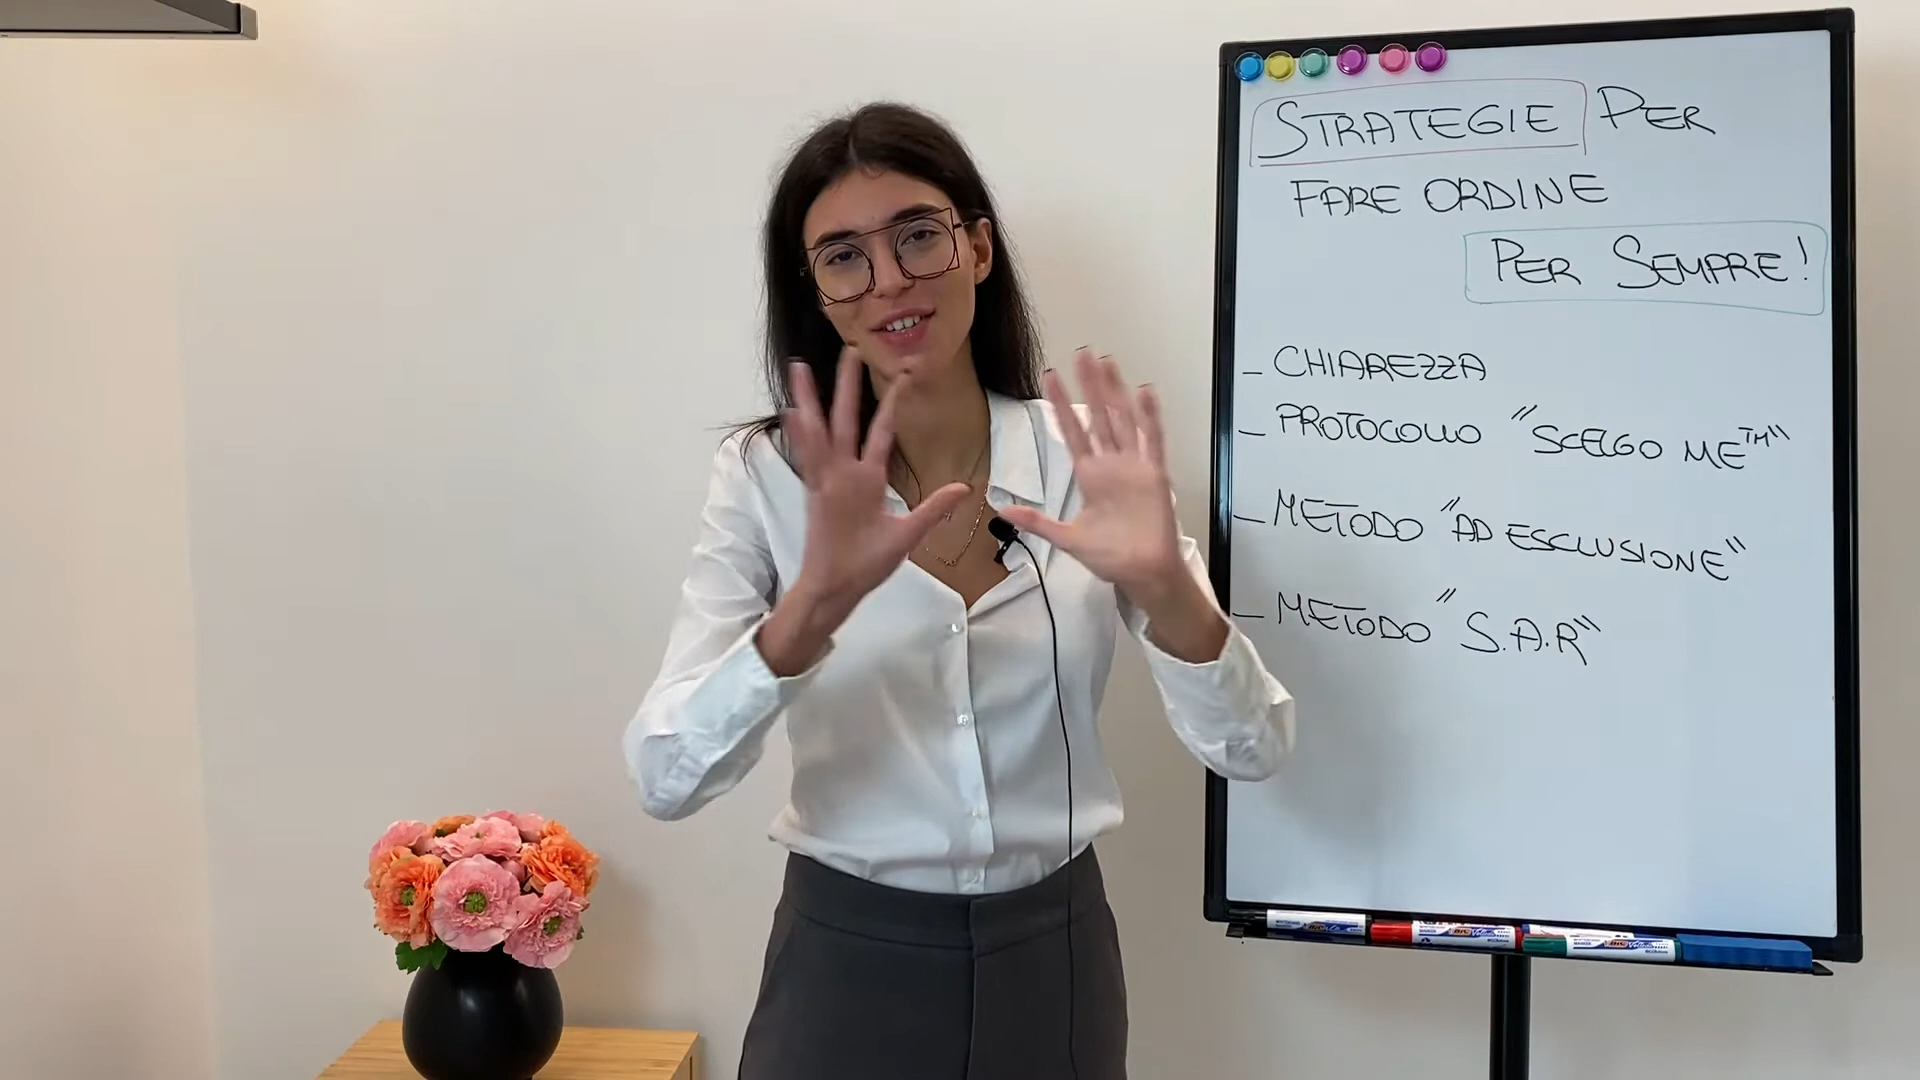 STRATEGIE PER
FARE ORDINE
PER SEMPRE!
- CHIAREZZA
- PROTOCOLLO "SCELGO ME™"
- METODO "AD ESCLUSIONE"
- METODO "S.A.R"